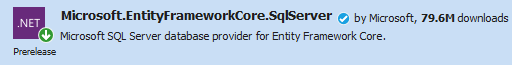 .NET
Microsoft.EntityFrameworkCore.SqlServer by Microsoft, 79.6M downloads
Microsoft SQL Server database provider for Entity Framework Core.
Prerelease